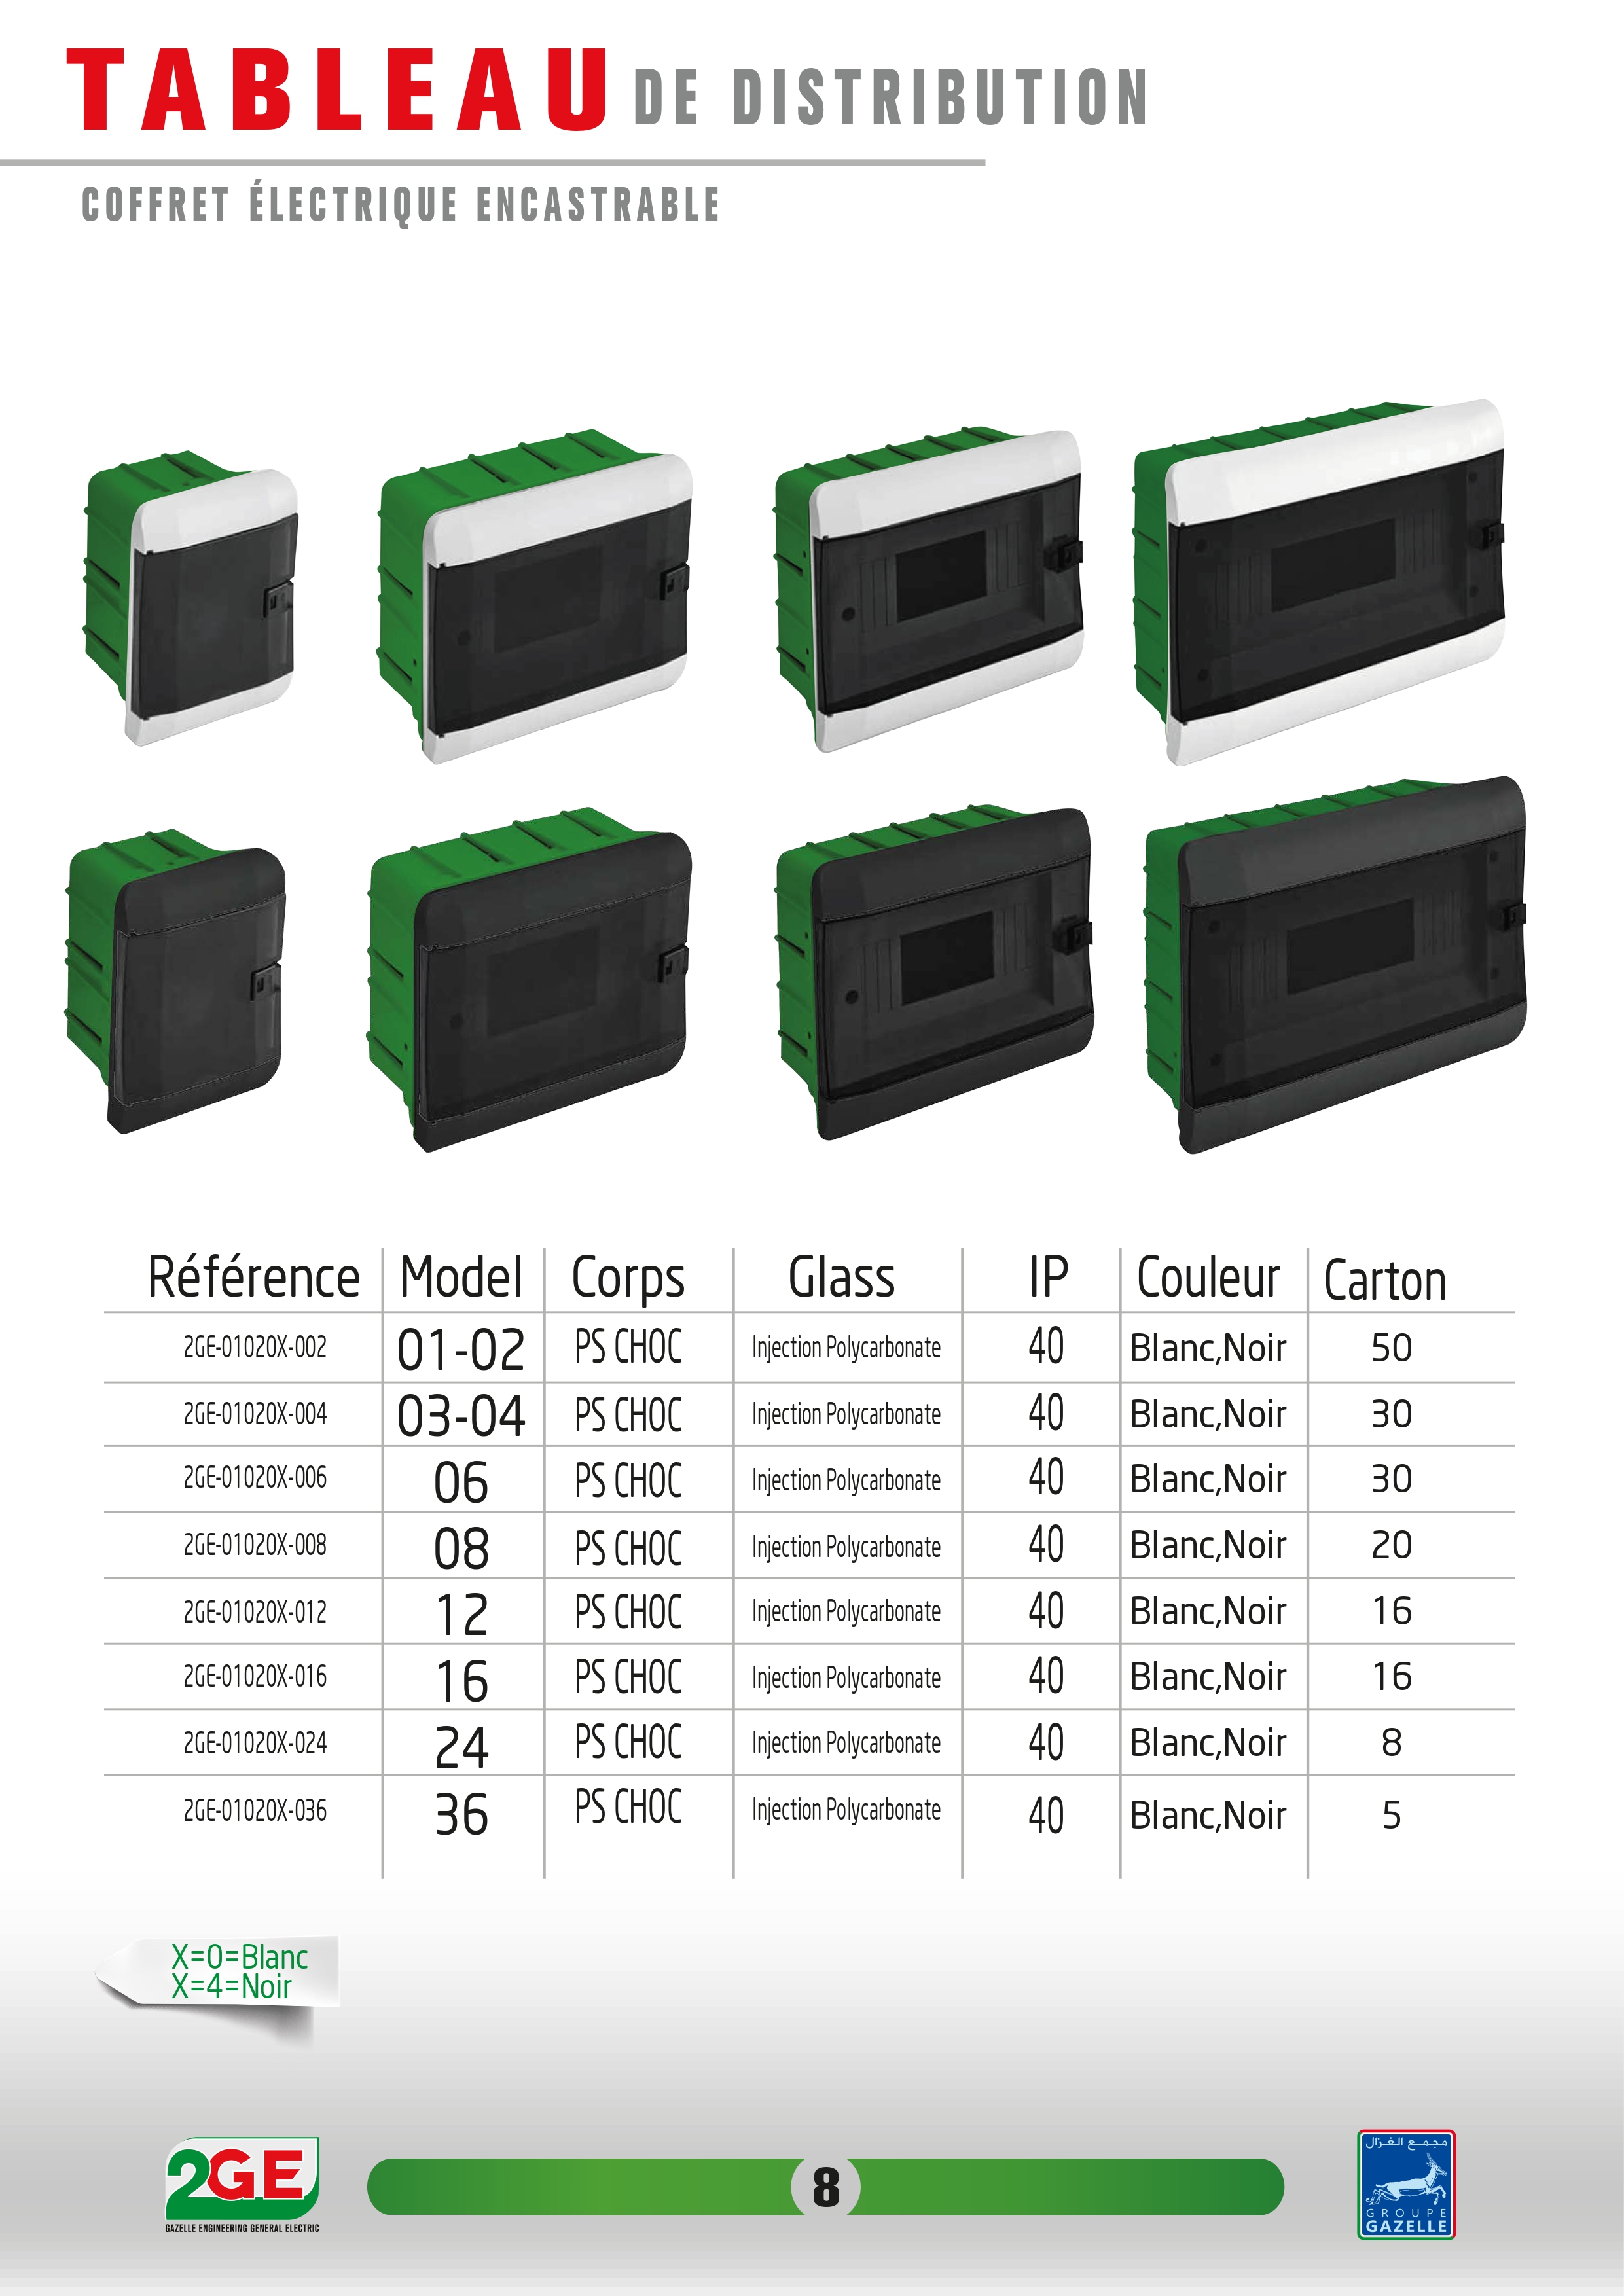 TABLEAU DE DISTRIBUTION
COFFRET ÉLECTRIQUE ENCASTRABLE
Référence Model Corps Glass IP Couleur Carton
2GE-01020X-002 01-02 PS CHOC Injection Polycarbonate 40 Blanc,Noir 50
2GE-01020X-004 03-04 PS CHOC Injection Polycarbonate 40 Blanc,Noir 30
2GE-01020X-006 06 PS CHOC Injection Polycarbonate 40 Blanc,Noir 30
2GE-01020X-008 08 PS CHOC Injection Polycarbonate 40 Blanc,Noir 20
2GE-01020X-012 12 PS CHOC Injection Polycarbonate 40 Blanc,Noir 16
2GE-01020X-016 16 PS CHOC Injection Polycarbonate 40 Blanc,Noir 16
2GE-01020X-024 24 PS CHOC Injection Polycarbonate 40 Blanc,Noir 8
2GE-01020X-036 36 PS CHOC Injection Polycarbonate 40 Blanc,Noir 5
X=0=Blanc
X=4=Noir
2GE
GAZELLE ENGINEERING GENERAL ELECTRIC
8
مجمع الغزال
GROUPE
GAZELLE